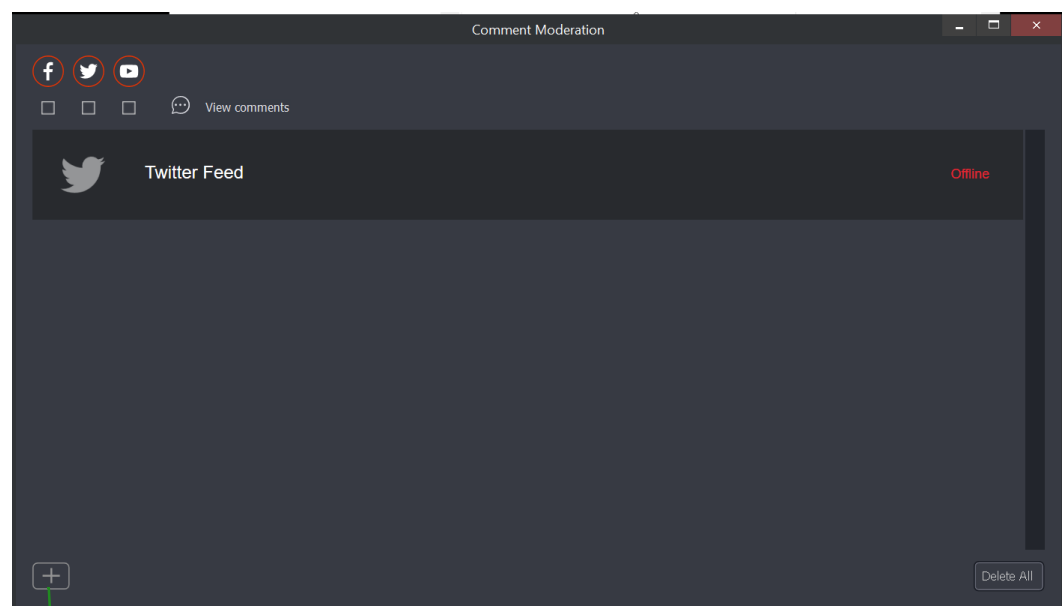 Comment Moderation
View comments
Twitter Feed
Offline
Delete All